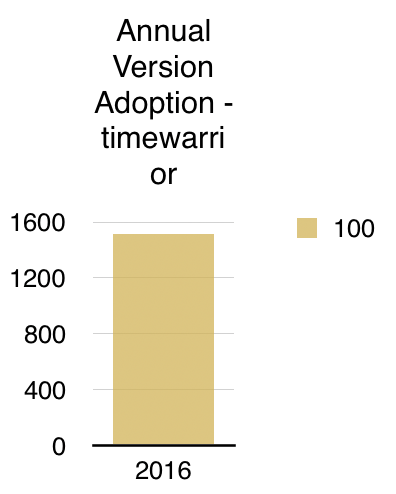 Annual
Version
Adoption -
timewarri
or
1600
100
1200
800
400
0
2016